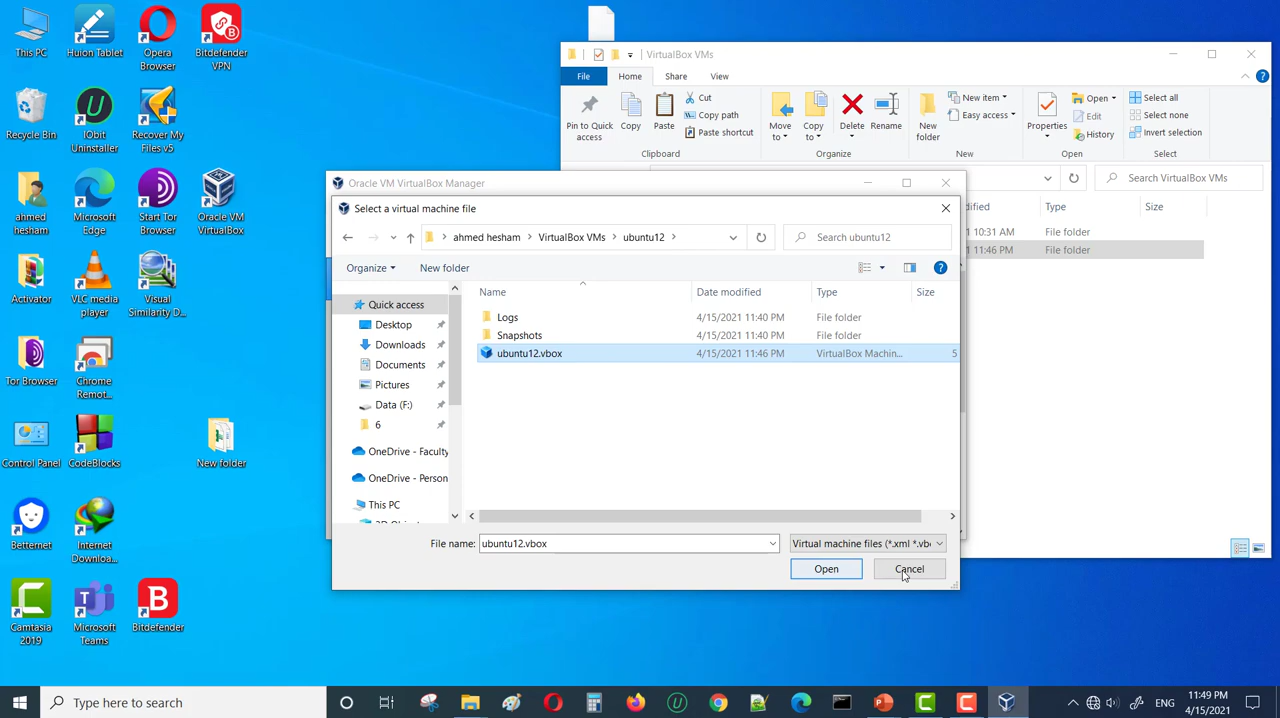 This PC
Huion Tablet
Opera
Browser
Bitdefender
VPN
Recycle Bin
IObit
Uninstaller
Recover My
Files v5
ahmed
hesham
Microsoft
Edge
Start Tor
Browser
Oracle VM
VirtualBox
Activator
VLC media
player
Visual
Similarity D...
Tor Browser
Chrome
Remot...
Control Panel
CodeBlocks
New folder
Betternet
Internet
Downloa...
Camtasia
2019
Microsoft
Teams
Bitdefender
VirtualBox VMs
File
Home
Share
View
Pin to Quick
access
Copy
Paste
Cut
Copy path
Paste shortcut
Clipboard
Move
to
Copy
to
Delete
Rename
Organize
New
folder
New item
Easy access
New
Properties
Open
Edit
History
Open
Select all
Select none
Invert selection
Select
Search VirtualBox VMs
dified
Type
Size
10:31 AM
File folder
11:46 PM
File folder
Oracle VM VirtualBox Manager
Select a virtual machine file
ahmed hesham > VirtualBox VMs > ubuntu12 >
Search ubuntu12
Organize
New folder
Quick access
Desktop
Downloads
Documents
Pictures
Data (F:)
6
OneDrive - Faculty
OneDrive - Person
This PC
Name
Date modified
Type
Size
Logs
4/15/2021 11:40 PM
File folder
Snapshots
4/15/2021 11:40 PM
File folder
ubuntu12.vbox
4/15/2021 11:46 PM
VirtualBox Machin...
5
File name:
ubuntu12.vbox
Virtual machine files (*.xml *.vb
Open
Cancel
Type here to search
ENG
11:49 PM
4/15/2021